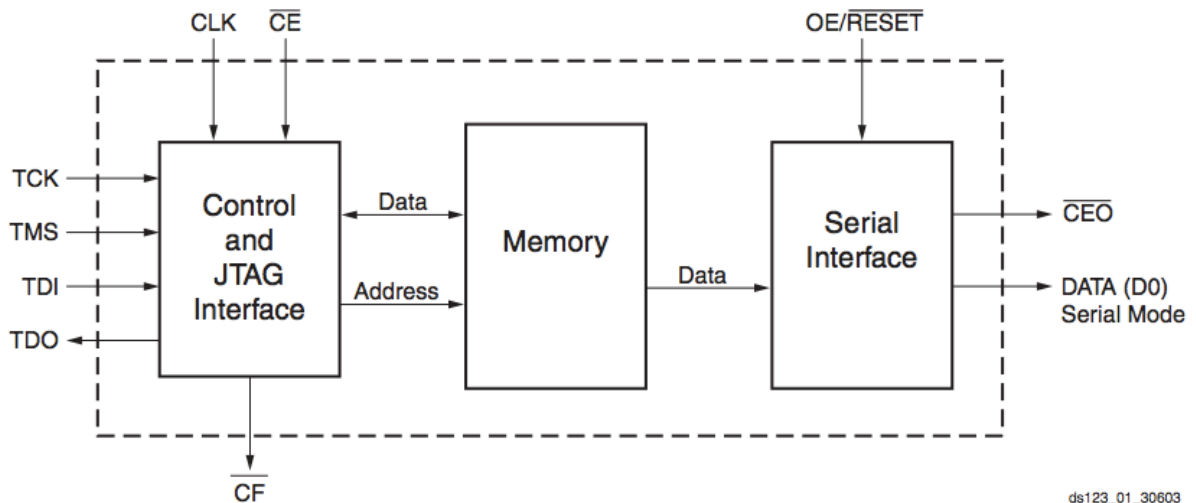 CLK
CE
OE/RESET
TCK
TMS
TDI
TDO
Control
and
JTAG
Interface
Data
Address
Memory
Data
Serial
Interface
CEO
DATA (D0)
Serial Mode
CF
ds123_01_30603